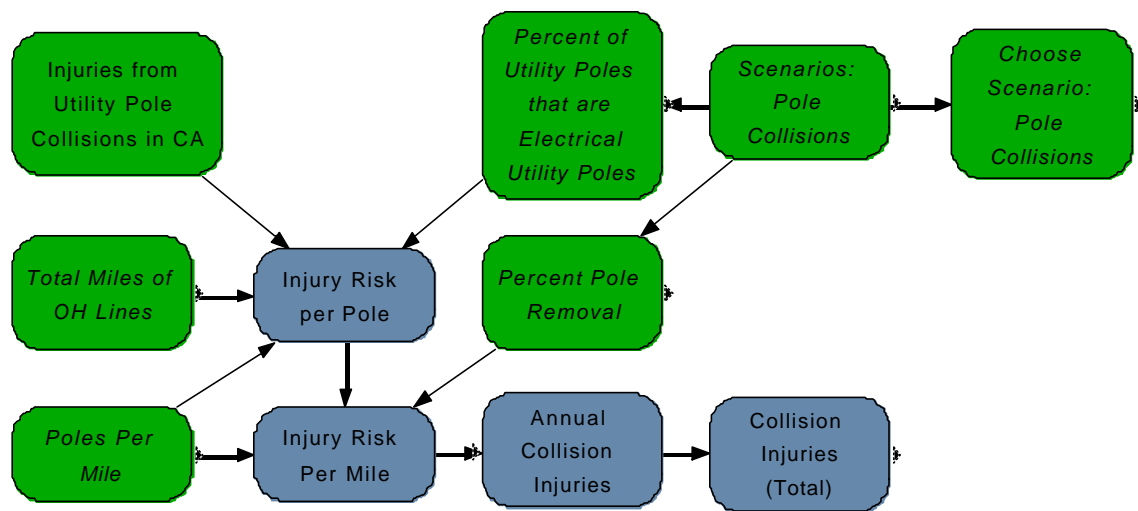 Injuries from
Utility Pole
Collisions in CA
Percent of
Utility Poles
that are
Electrical
Utility Poles
Scenarios:
Pole
Collisions
Choose
Scenario:
Pole
Collisions
Total Miles of
OH Lines
Injury Risk
per Pole
Percent Pole
Removal
Poles Per
Mile
Injury Risk
Per Mile
Annual
Collision
Injuries
Collision
Injuries
(Total)